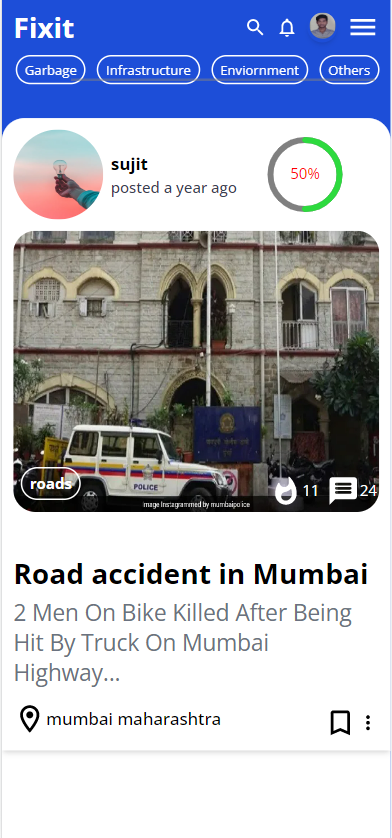 Fixit
Garbage
Infrastructure
Enviornment
Others
sujit
posted a year ago
50%
POLICE
roads
image Instagrammed by mumbaipolice
11
24
Road accident in Mumbai
2 Men On Bike Killed After Being
Hit By Truck On Mumbai
Highway...
mumbai maharashtra